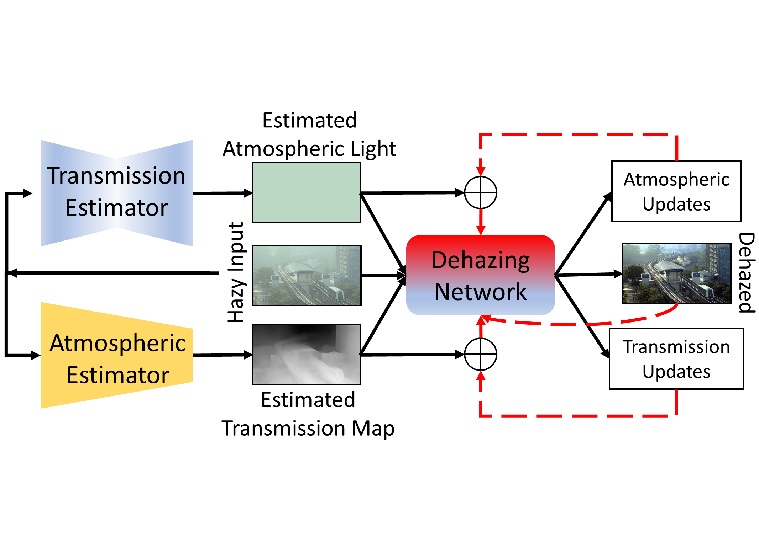 Estimated
Atmospheric Light
Transmission
Estimator
Atmospheric
Updates
Hazy Input
Dehazing
Network
Dehazed
Atmospheric
Estimator
Transmission
Updates
Estimated
Transmission Map